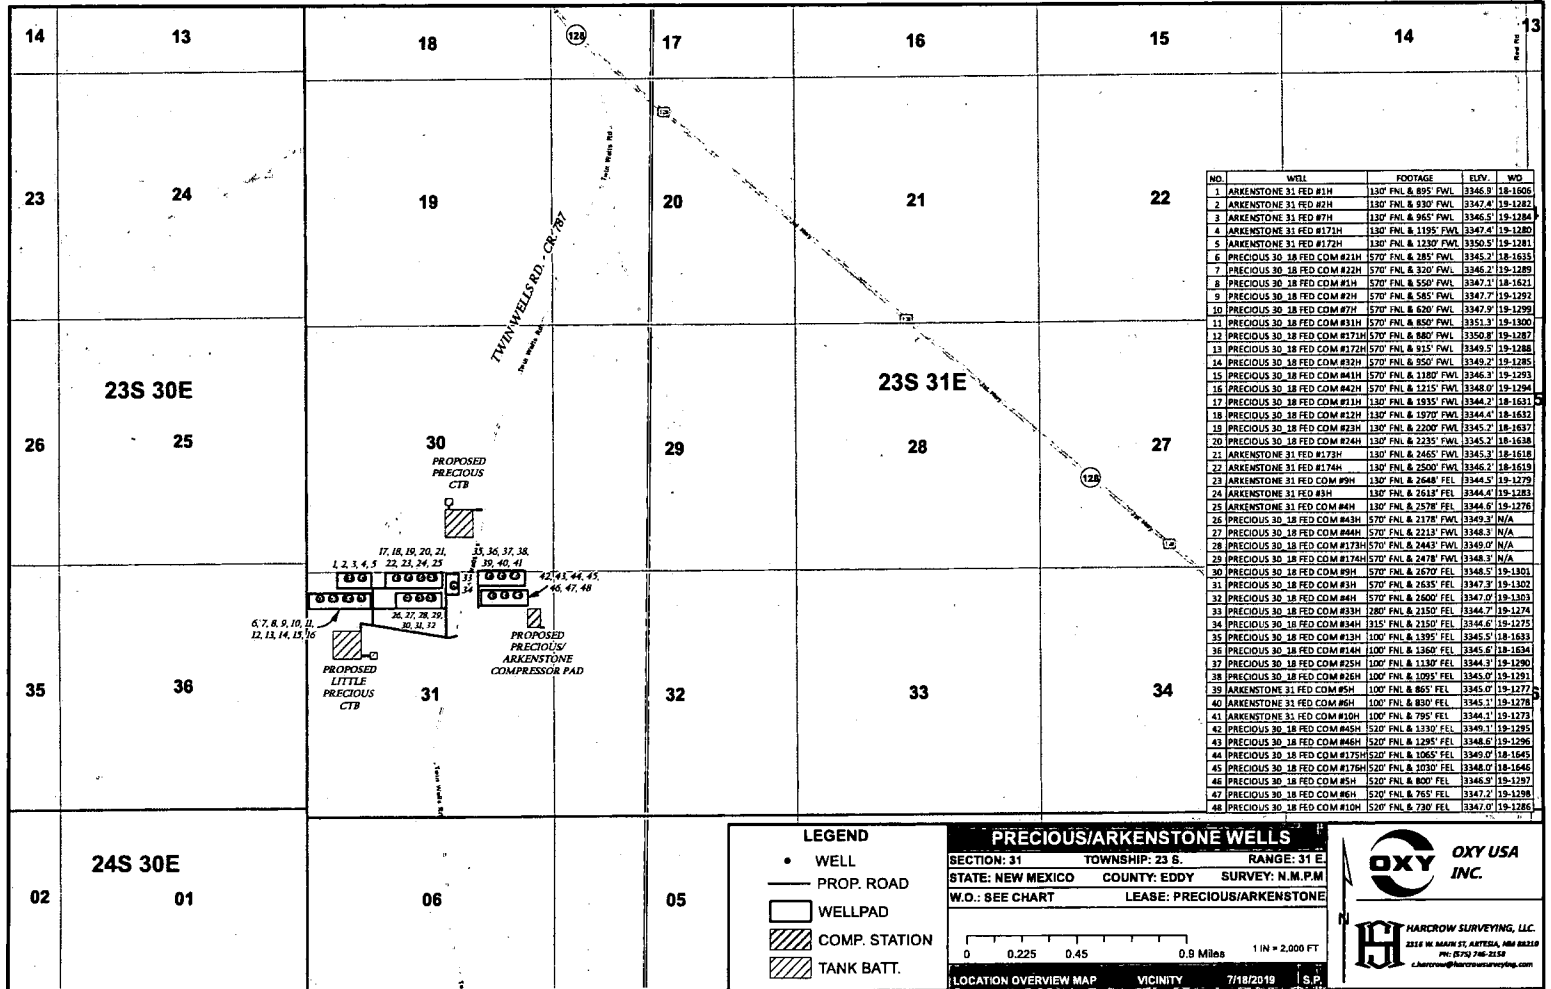 14 13 18 17 16 15 14 13
128
Red Rd
23 24 19 20 21 22
Twin Wells Rd
TWIN WELLS RD. - CR. 787
Twin Wells Rd
23S 30E
23S 31E
26 25 30 29 28 27
128
PROPOSED
PRECIOUS
CTB
1, 2, 3, 4, 5
17, 18, 19, 20, 21,
22, 23, 24, 25
33
34
35, 36, 37, 38,
39, 40, 41
42, 43, 44, 45,
46, 47, 48
6, 7, 8, 9, 10, 11,
12, 13, 14, 15, 16
26, 27, 28, 29,
30, 31, 32
PROPOSED
LITTLE
PRECIOUS
CTB
PROPOSED
PRECIOUS/
ARKENSTONE
COMPRESSOR PAD
35 36 31 32 33 34
Twin Wells Rd
24S 30E
02 01 06 05
NO. WELL FOOTAGE ELEV. WO
1 ARKENSTONE 31 FED #1H 130' FNL & 895' FWL 3346.9' 18-1606
2 ARKENSTONE 31 FED #2H 130' FNL & 930' FWL 3347.4' 19-1282
3 ARKENSTONE 31 FED #7H 130' FNL & 965' FWL 3346.5' 19-1284
4 ARKENSTONE 31 FED #171H 130' FNL & 1195' FWL 3347.4' 19-1280
5 ARKENSTONE 31 FED #172H 130' FNL & 1230' FWL 3350.5' 19-1281
6 PRECIOUS 30_18 FED COM #21H 570' FNL & 285' FWL 3345.2' 18-1635
7 PRECIOUS 30_18 FED COM #22H 570' FNL & 320' FWL 3346.2' 19-1289
8 PRECIOUS 30_18 FED COM #1H 570' FNL & 550' FWL 3347.1' 18-1621
9 PRECIOUS 30_18 FED COM #2H 570' FNL & 585' FWL 3347.7' 19-1292
10 PRECIOUS 30_18 FED COM #7H 570' FNL & 620' FWL 3347.9' 19-1299
11 PRECIOUS 30_18 FED COM #31H 570' FNL & 850' FWL 3351.3' 19-1300
12 PRECIOUS 30_18 FED COM #171H 570' FNL & 880' FWL 3350.8' 19-1287
13 PRECIOUS 30_18 FED COM #172H 570' FNL & 915' FWL 3349.5' 19-1288
14 PRECIOUS 30_18 FED COM #32H 570' FNL & 950' FWL 3349.2' 19-1285
15 PRECIOUS 30_18 FED COM #41H 570' FNL & 1180' FWL 3346.3' 19-1293
16 PRECIOUS 30_18 FED COM #42H 570' FNL & 1215' FWL 3348.0' 19-1294
17 PRECIOUS 30_18 FED COM #11H 130' FNL & 1935' FWL 3344.2' 18-1631
18 PRECIOUS 30_18 FED COM #12H 130' FNL & 1970' FWL 3344.4' 18-1632
19 PRECIOUS 30_18 FED COM #23H 130' FNL & 2200' FWL 3345.2' 18-1637
20 PRECIOUS 30_18 FED COM #24H 130' FNL & 2235' FWL 3345.2' 18-1638
21 ARKENSTONE 31 FED #173H 130' FNL & 2465' FWL 3345.3' 18-1618
22 ARKENSTONE 31 FED #174H 130' FNL & 2500' FWL 3346.2' 18-1619
23 ARKENSTONE 31 FED COM #9H 130' FNL & 2648' FEL 3344.5' 19-1279
24 ARKENSTONE 31 FED #3H 130' FNL & 2613' FEL 3344.4' 19-1283
25 ARKENSTONE 31 FED COM #4H 130' FNL & 2578' FEL 3344.6' 19-1276
26 PRECIOUS 30_18 FED COM #43H 570' FNL & 2178' FWL 3349.3' N/A
27 PRECIOUS 30_18 FED COM #44H 570' FNL & 2213' FWL 3348.3' N/A
28 PRECIOUS 30_18 FED COM #173H 570' FNL & 2443' FWL 3349.0' N/A
29 PRECIOUS 30_18 FED COM #174H 570' FNL & 2478' FWL 3348.3' N/A
30 PRECIOUS 30_18 FED COM #9H 570' FNL & 2670' FEL 3348.5' 19-1301
31 PRECIOUS 30_18 FED COM #3H 570' FNL & 2635' FEL 3347.3' 19-1302
32 PRECIOUS 30_18 FED COM #4H 570' FNL & 2600' FEL 3347.0' 19-1303
33 PRECIOUS 30_18 FED COM #33H 280' FNL & 2150' FEL 3344.7' 19-1274
34 PRECIOUS 30_18 FED COM #34H 315' FNL & 2150' FEL 3344.6' 19-1275
35 PRECIOUS 30_18 FED COM #13H 100' FNL & 1395' FEL 3345.5' 18-1633
36 PRECIOUS 30_18 FED COM #14H 100' FNL & 1360' FEL 3345.6' 18-1634
37 PRECIOUS 30_18 FED COM #25H 100' FNL & 1130' FEL 3344.3' 19-1290
38 PRECIOUS 30_18 FED COM #26H 100' FNL & 1095' FEL 3345.0' 19-1291
39 ARKENSTONE 31 FED COM #5H 100' FNL & 865' FEL 3345.0' 19-1277
40 ARKENSTONE 31 FED COM #6H 100' FNL & 830' FEL 3345.1' 19-1278
41 ARKENSTONE 31 FED COM #10H 100' FNL & 795' FEL 3344.1' 19-1273
42 PRECIOUS 30_18 FED COM #45H 520' FNL & 1330' FEL 3349.1' 19-1295
43 PRECIOUS 30_18 FED COM #46H 520' FNL & 1295' FEL 3348.6' 19-1296
44 PRECIOUS 30_18 FED COM #175H 520' FNL & 1065' FEL 3349.0' 18-1645
45 PRECIOUS 30_18 FED COM #176H 520' FNL & 1030' FEL 3348.0' 18-1646
46 PRECIOUS 30_18 FED COM #5H 520' FNL & 800' FEL 3346.9' 19-1297
47 PRECIOUS 30_18 FED COM #6H 520' FNL & 765' FEL 3347.2' 19-1298
48 PRECIOUS 30_18 FED COM #10H 520' FNL & 730' FEL 3347.0' 19-1286
LEGEND
WELL
PROP. ROAD
WELLPAD
COMP. STATION
TANK BATT.
PRECIOUS/ARKENSTONE WELLS
SECTION: 31 TOWNSHIP: 23 S. RANGE: 31 E.
STATE: NEW MEXICO COUNTY: EDDY SURVEY: N.M.P.M
W.O.: SEE CHART LEASE: PRECIOUS/ARKENSTONE
0 0.225 0.45 0.9 Miles 1 IN = 2,000 FT
LOCATION OVERVIEW MAP VICINITY 7/18/2019 S.P.
N
OXY
OXY USA
INC.
HARCROW SURVEYING, LLC.
2316 W. MAIN ST, ARTESIA, NM 88210
PH: (575) 746-2158
c.harcrow@harcrowsurveying.com